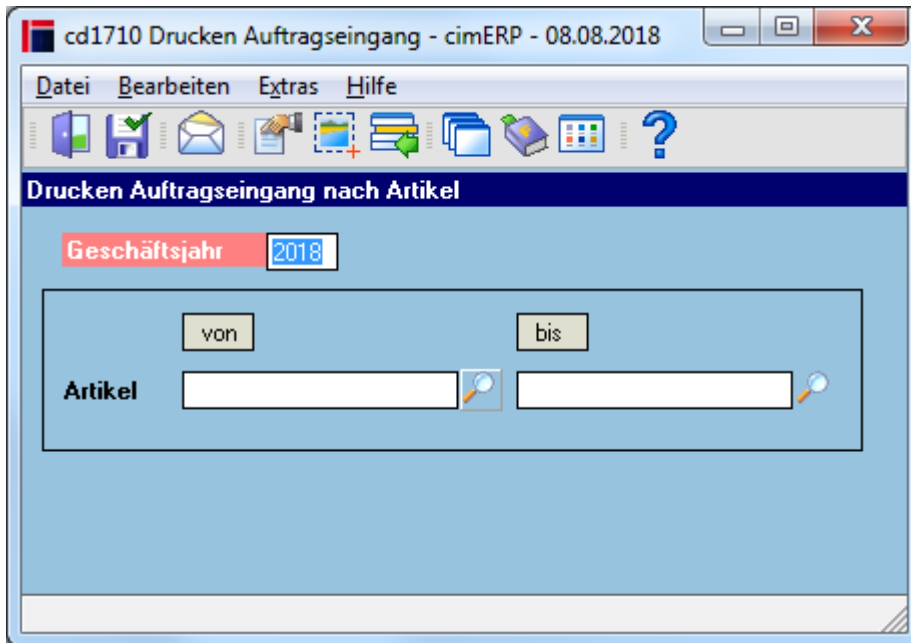 cd1710 Drucken Auftragseingang - cimERP - 08.08.2018
Datei Bearbeiten Extras Hilfe
Drucken Auftragseingang nach Artikel
Geschäftsjahr 2018
von bis
Artikel